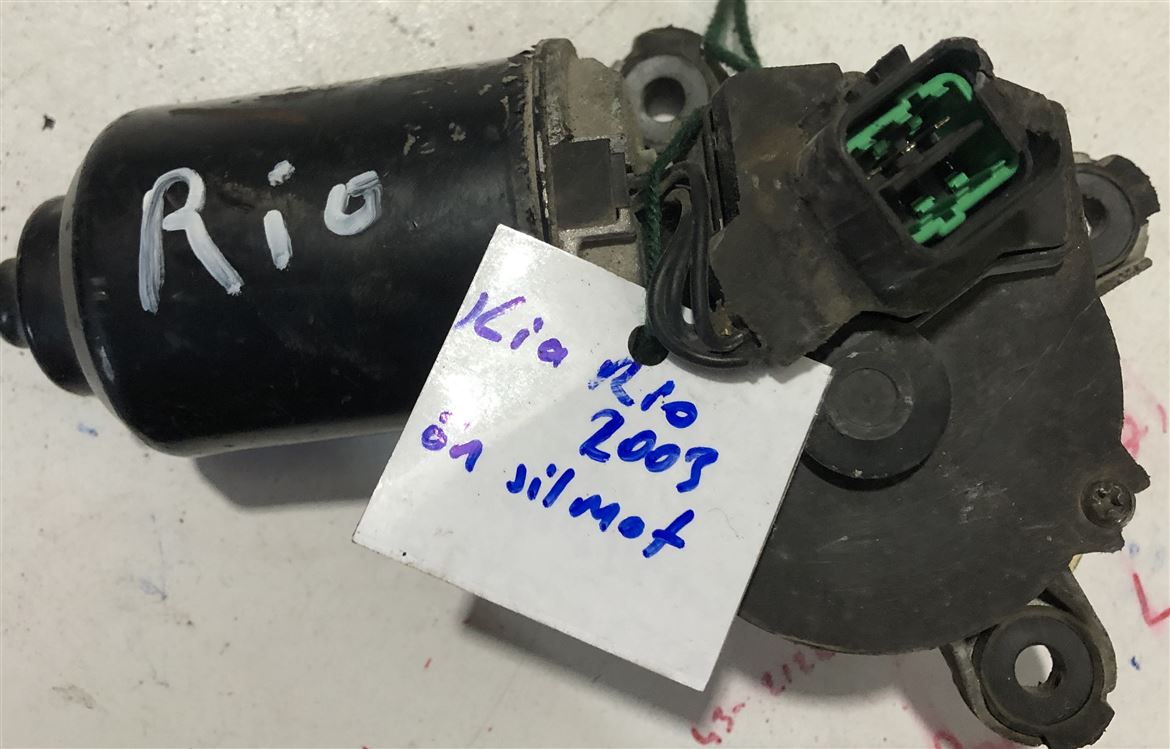 Rio
Kia Rio
2003
ön silmot